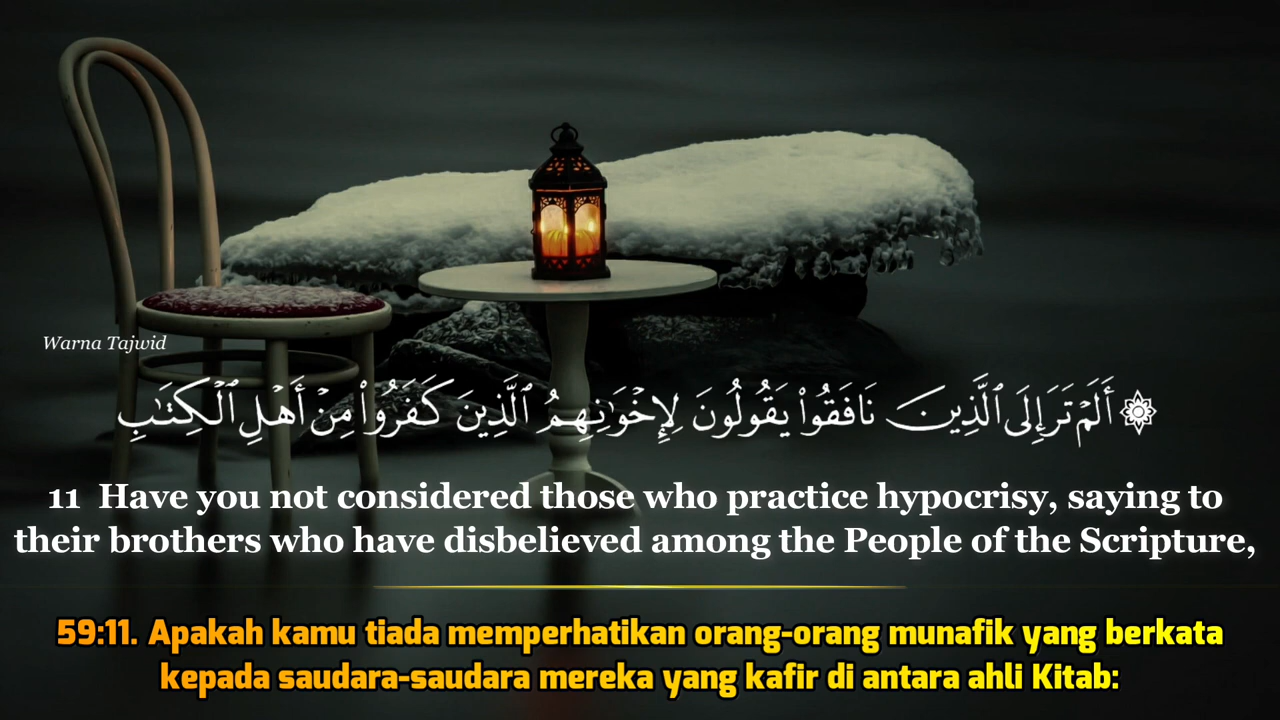 Warna Tajwid
۞ أَلَمْ تَرَ إِلَى ٱلَّذِينَ نَافَقُوا۟ يَقُولُونَ لِإِخْوَٰنِهِمُ ٱلَّذِينَ كَفَرُوا۟ مِنْ أَهْلِ ٱلْكِتَٰبِ
11 Have you not considered those who practice hypocrisy, saying to
their brothers who have disbelieved among the People of the Scripture,
59:11. Apakah kamu tiada memperhatikan orang-orang munafik yang berkata
kepada saudara-saudara mereka yang kafir di antara ahli Kitab: